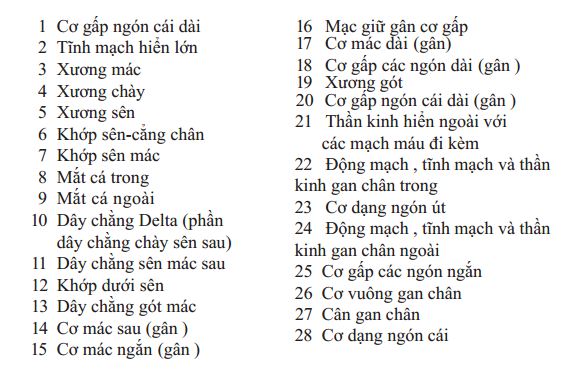 1 Cơ gấp ngón cái dài
2 Tĩnh mạch hiển lớn
3 Xương mác
4 Xương chày
5 Xương sên
6 Khớp sên-cẳng chân
7 Khớp sên mác
8 Mắt cá trong
9 Mắt cá ngoài
10 Dây chằng Delta (phần
dây chằng chày sên sau)
11 Dây chằng sên mác sau
12 Khớp dưới sên
13 Dây chằng gót mác
14 Cơ mác sau (gân )
15 Cơ mác ngắn (gân )
16 Mạc giữ gân cơ gấp
17 Cơ mác dài (gân)
18 Cơ gấp các ngón dài (gân )
19 Xương gót
20 Cơ gấp ngón cái dài (gân )
21 Thần kinh hiển ngoài với
các mạch máu đi kèm
22 Động mạch , tĩnh mạch và thần
kinh gan chân trong
23 Cơ dạng ngón út
24 Động mạch , tĩnh mạch và thần
kinh gan chân ngoài
25 Cơ gấp các ngón ngắn
26 Cơ vuông gan chân
27 Cân gan chân
28 Cơ dạng ngón cái